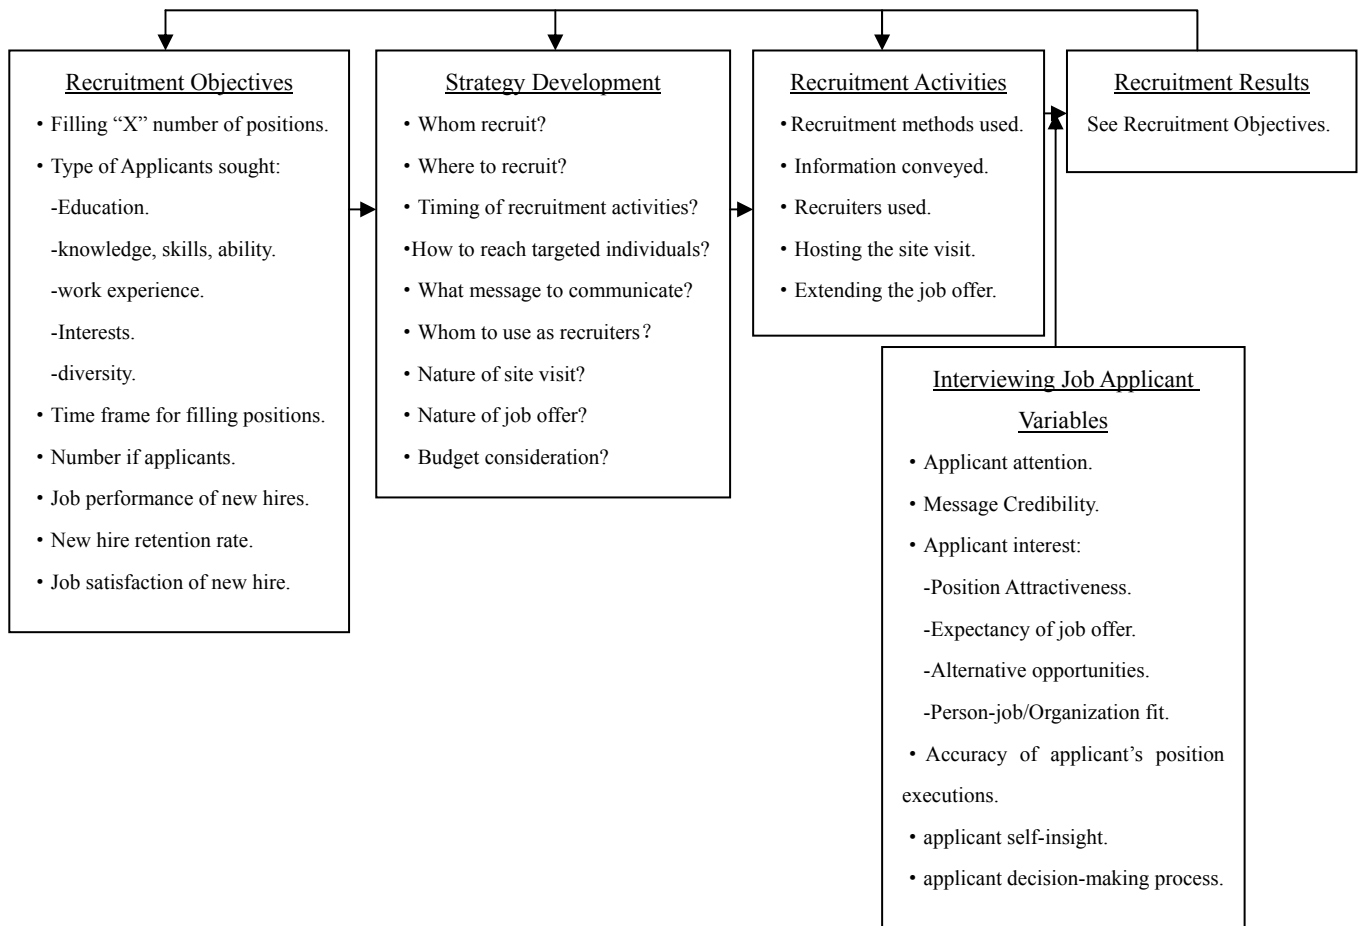 Recruitment Objectives
• Filling “X” number of positions.
• Type of Applicants sought:
-Education.
-knowledge, skills, ability.
-work experience.
-Interests.
-diversity.
• Time frame for filling positions.
• Number if applicants.
• Job performance of new hires.
• New hire retention rate.
• Job satisfaction of new hire.
Strategy Development
• Whom recruit?
• Where to recruit?
• Timing of recruitment activities?
•How to reach targeted individuals?
• What message to communicate?
• Whom to use as recruiters?
• Nature of site visit?
• Nature of job offer?
• Budget consideration?
Recruitment Activities
•Recruitment methods used.
• Information conveyed.
• Recruiters used.
• Hosting the site visit.
• Extending the job offer.
Recruitment Results
See Recruitment Objectives.
Interviewing Job Applicant
Variables
• Applicant attention.
• Message Credibility.
• Applicant interest:
-Position Attractiveness.
-Expectancy of job offer.
-Alternative opportunities.
-Person-job/Organization fit.
• Accuracy of applicant’s position
executions.
• applicant self-insight.
• applicant decision-making process.